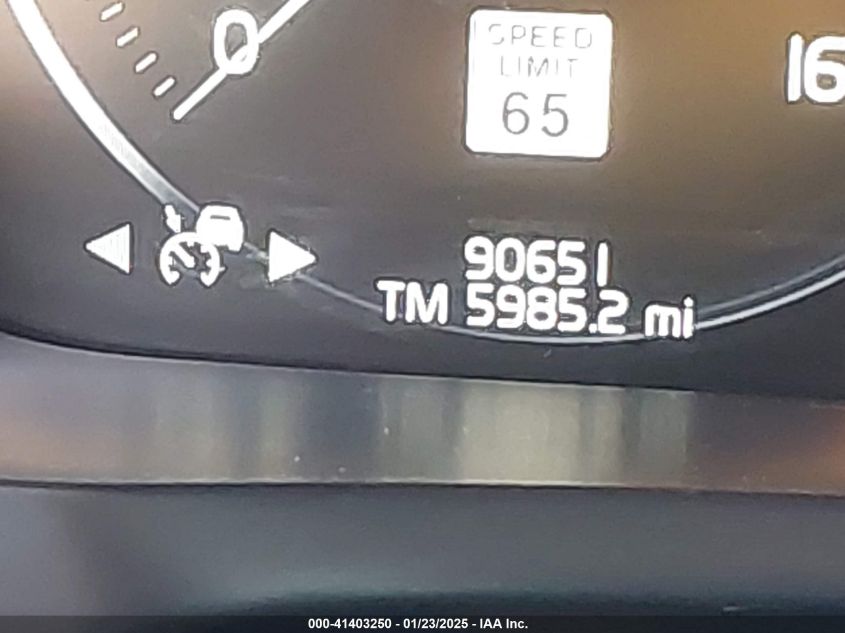 0
SPEED
LIMIT
65
16
90651
TM 5985.2 mi
000-41403250 - 01/23/2025 - IAA Inc.